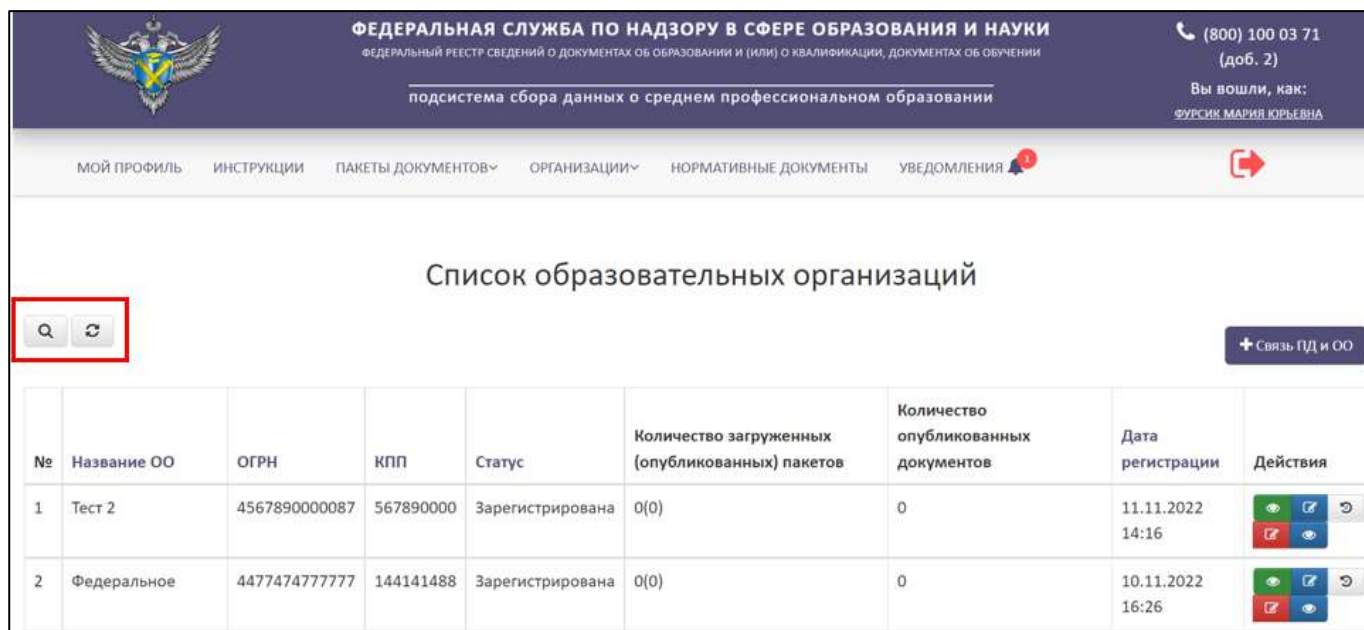 ФЕДЕРАЛЬНАЯ СЛУЖБА ПО НАДЗОРУ В СФЕРЕ ОБРАЗОВАНИЯ И НАУКИ
ФЕДЕРАЛЬНЫЙ РЕЕСТР СВЕДЕНИЙ О ДОКУМЕНТАХ ОБ ОБРАЗОВАНИИ И (ИЛИ) О КВАЛИФИКАЦИИ, ДОКУМЕНТАХ ОБ ОБУЧЕНИИ
подсистема сбора данных о среднем профессиональном образовании
(800) 100 03 71
(доб. 2)
Вы вошли, как:
ФУРСИК МАРИЯ ЮРЬЕВНА
МОЙ ПРОФИЛЬ ИНСТРУКЦИИ ПАКЕТЫ ДОКУМЕНТОВ ОРГАНИЗАЦИИ НОРМАТИВНЫЕ ДОКУМЕНТЫ УВЕДОМЛЕНИЯ 1
Список образовательных организаций
+ Связь ПД и ОО
№ Название ОО ОГРН КПП Статус Количество загруженных (опубликованных) пакетов Количество опубликованных документов Дата регистрации Действия
1 Тест 2 4567890000087 567890000 Зарегистрирована 0(0) 0 11.11.2022 14:16
2 Федеральное 4477474777777 144141488 Зарегистрирована 0(0) 0 10.11.2022 16:26